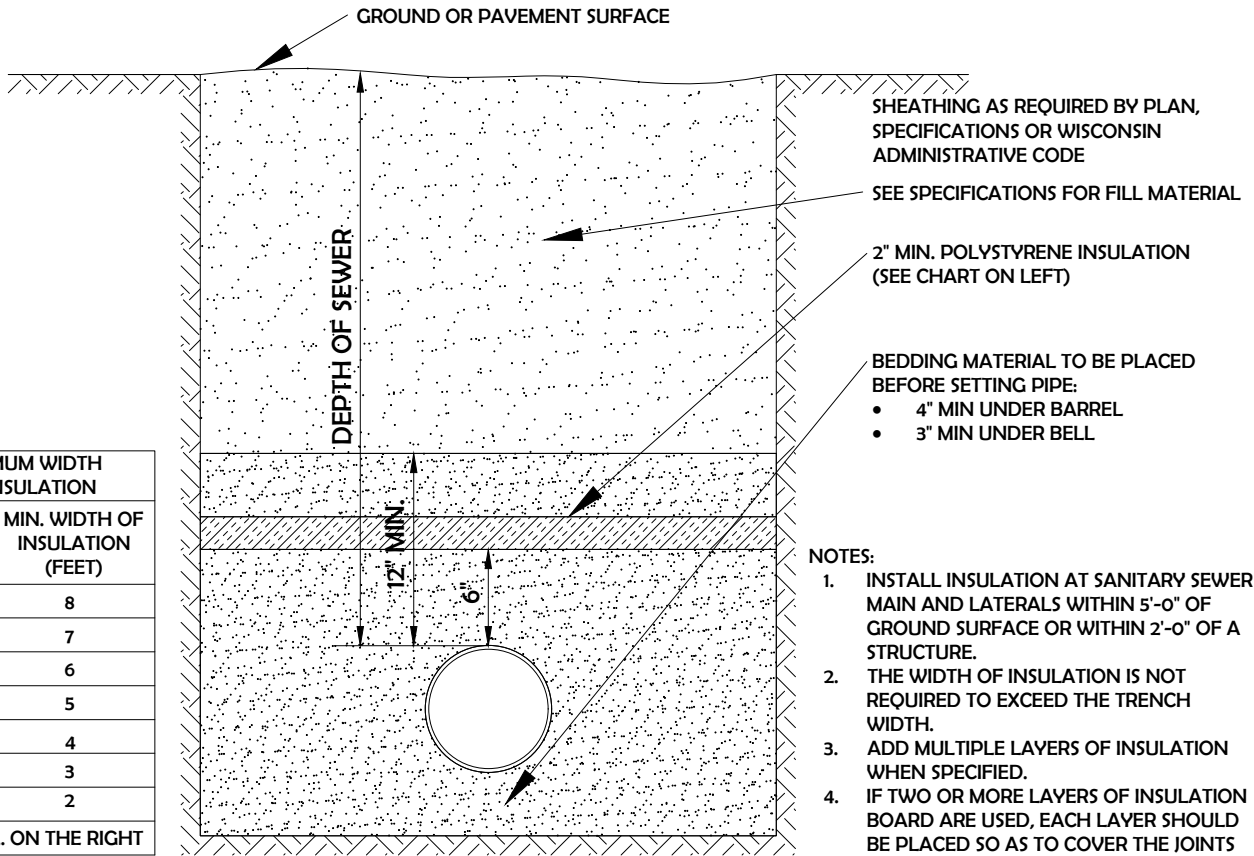 GROUND OR PAVEMENT SURFACE
SHEATHING AS REQUIRED BY PLAN,
SPECIFICATIONS OR WISCONSIN
ADMINISTRATIVE CODE
SEE SPECIFICATIONS FOR FILL MATERIAL
2" MIN. POLYSTYRENE INSULATION
(SEE CHART ON LEFT)
BEDDING MATERIAL TO BE PLACED
BEFORE SETTING PIPE:
• 4" MIN UNDER BARREL
• 3" MIN UNDER BELL
DEPTH OF SEWER
12" MIN.
6"
WIDTH
MIN. WIDTH OF
INSULATION
(FEET)
8
7
6
5
4
3
2
ON THE RIGHT
NOTES:
1. INSTALL INSULATION AT SANITARY SEWER
MAIN AND LATERALS WITHIN 5'-0" OF
GROUND SURFACE OR WITHIN 2'-0" OF A
STRUCTURE.
2. THE WIDTH OF INSULATION IS NOT
REQUIRED TO EXCEED THE TRENCH
WIDTH.
3. ADD MULTIPLE LAYERS OF INSULATION
WHEN SPECIFIED.
4. IF TWO OR MORE LAYERS OF INSULATION
BOARD ARE USED, EACH LAYER SHOULD
BE PLACED SO AS TO COVER THE JOINTS